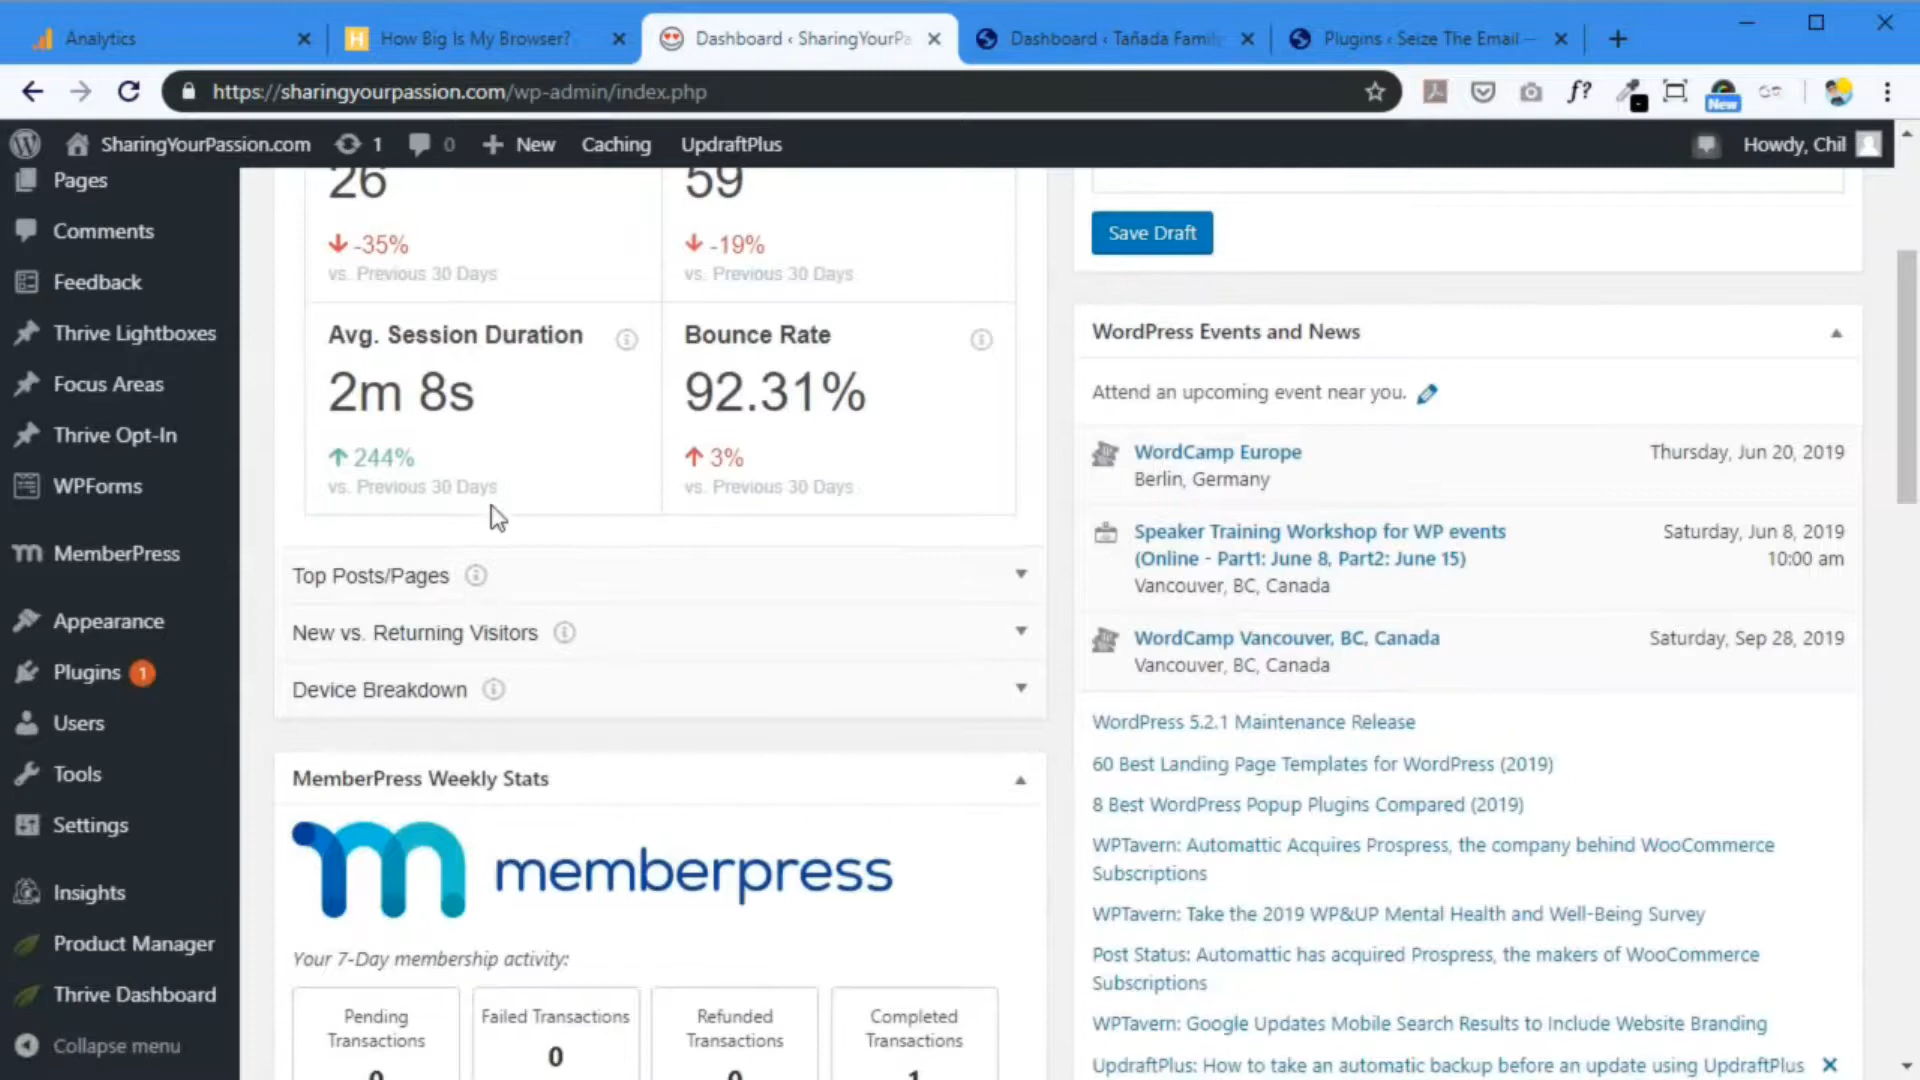 Analytics
How Big Is My Browser?
Dashboard ‹ SharingYourPa
Dashboard ‹ Tañada Family
Plugins ‹ Seize The Email —
https://sharingyourpassion.com/wp-admin/index.php
f?
New
SharingYourPassion.com
1
0
New
Caching
UpdraftPlus
Howdy, Chil
Pages
Comments
Feedback
Thrive Lightboxes
Focus Areas
Thrive Opt-In
WPForms
MemberPress
Appearance
Plugins 1
Users
Tools
Settings
Insights
Product Manager
Thrive Dashboard
Collapse menu
26
-35%
vs. Previous 30 Days
59
-19%
vs. Previous 30 Days
Avg. Session Duration
2m 8s
244%
vs. Previous 30 Days
Bounce Rate
92.31%
3%
vs. Previous 30 Days
Top Posts/Pages
New vs. Returning Visitors
Device Breakdown
MemberPress Weekly Stats
memberpress
Your 7-Day membership activity:
Pending
Transactions
0
Failed Transactions
0
Refunded
Transactions
0
Completed
Transactions
1
Save Draft
WordPress Events and News
Attend an upcoming event near you.
WordCamp Europe
Thursday, Jun 20, 2019
Berlin, Germany
Speaker Training Workshop for WP events
Saturday, Jun 8, 2019
(Online - Part1: June 8, Part2: June 15)
10:00 am
Vancouver, BC, Canada
WordCamp Vancouver, BC, Canada
Saturday, Sep 28, 2019
Vancouver, BC, Canada
WordPress 5.2.1 Maintenance Release
60 Best Landing Page Templates for WordPress (2019)
8 Best WordPress Popup Plugins Compared (2019)
WPTavern: Automattic Acquires Prospress, the company behind WooCommerce
Subscriptions
WPTavern: Take the 2019 WP&UP Mental Health and Well-Being Survey
Post Status: Automattic has acquired Prospress, the makers of WooCommerce
Subscriptions
WPTavern: Google Updates Mobile Search Results to Include Website Branding
UpdraftPlus: How to take an automatic backup before an update using UpdraftPlus